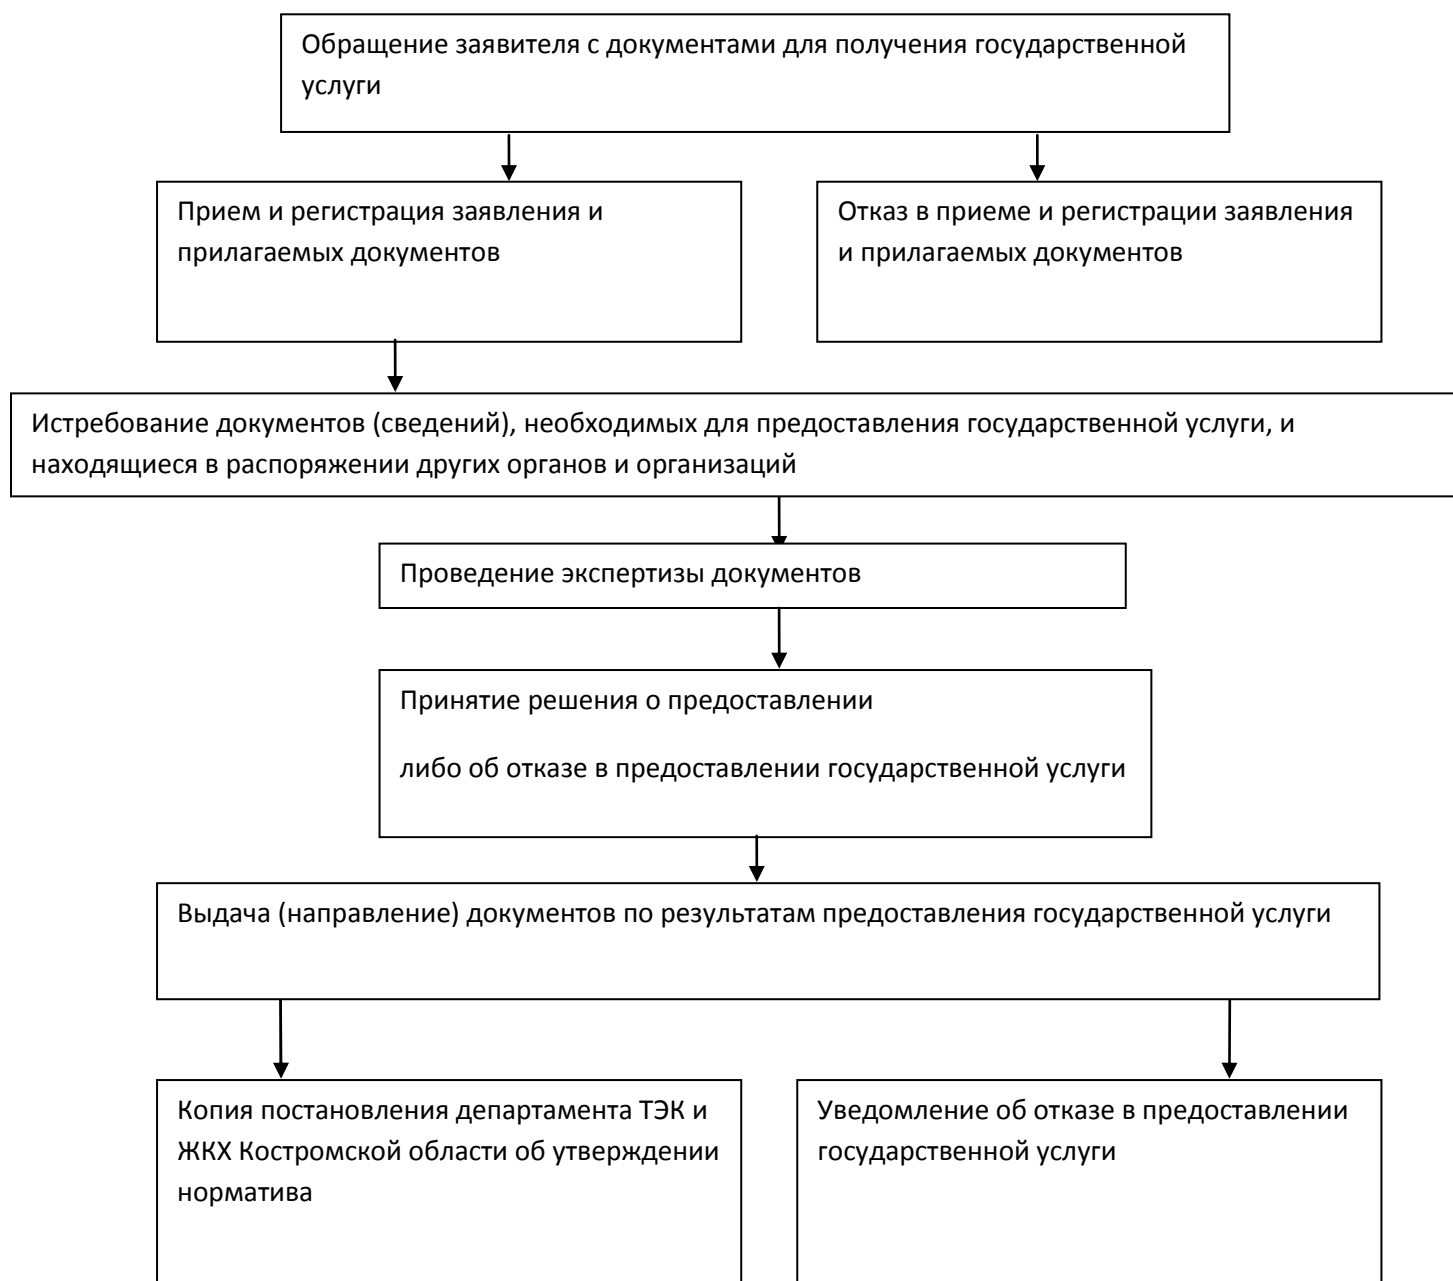 Обращение заявителя с документами для получения государственной
услуги
Прием и регистрация заявления и
прилагаемых документов
Отказ в приеме и регистрации заявления
и прилагаемых документов
Истребование документов (сведений), необходимых для предоставления государственной услуги, и
находящиеся в распоряжении других органов и организаций
Проведение экспертизы документов
Принятие решения о предоставлении
либо об отказе в предоставлении государственной услуги
Выдача (направление) документов по результатам предоставления государственной услуги
Копия постановления департамента ТЭК и
ЖКХ Костромской области об утверждении
норматива
Уведомление об отказе в предоставлении
государственной услуги